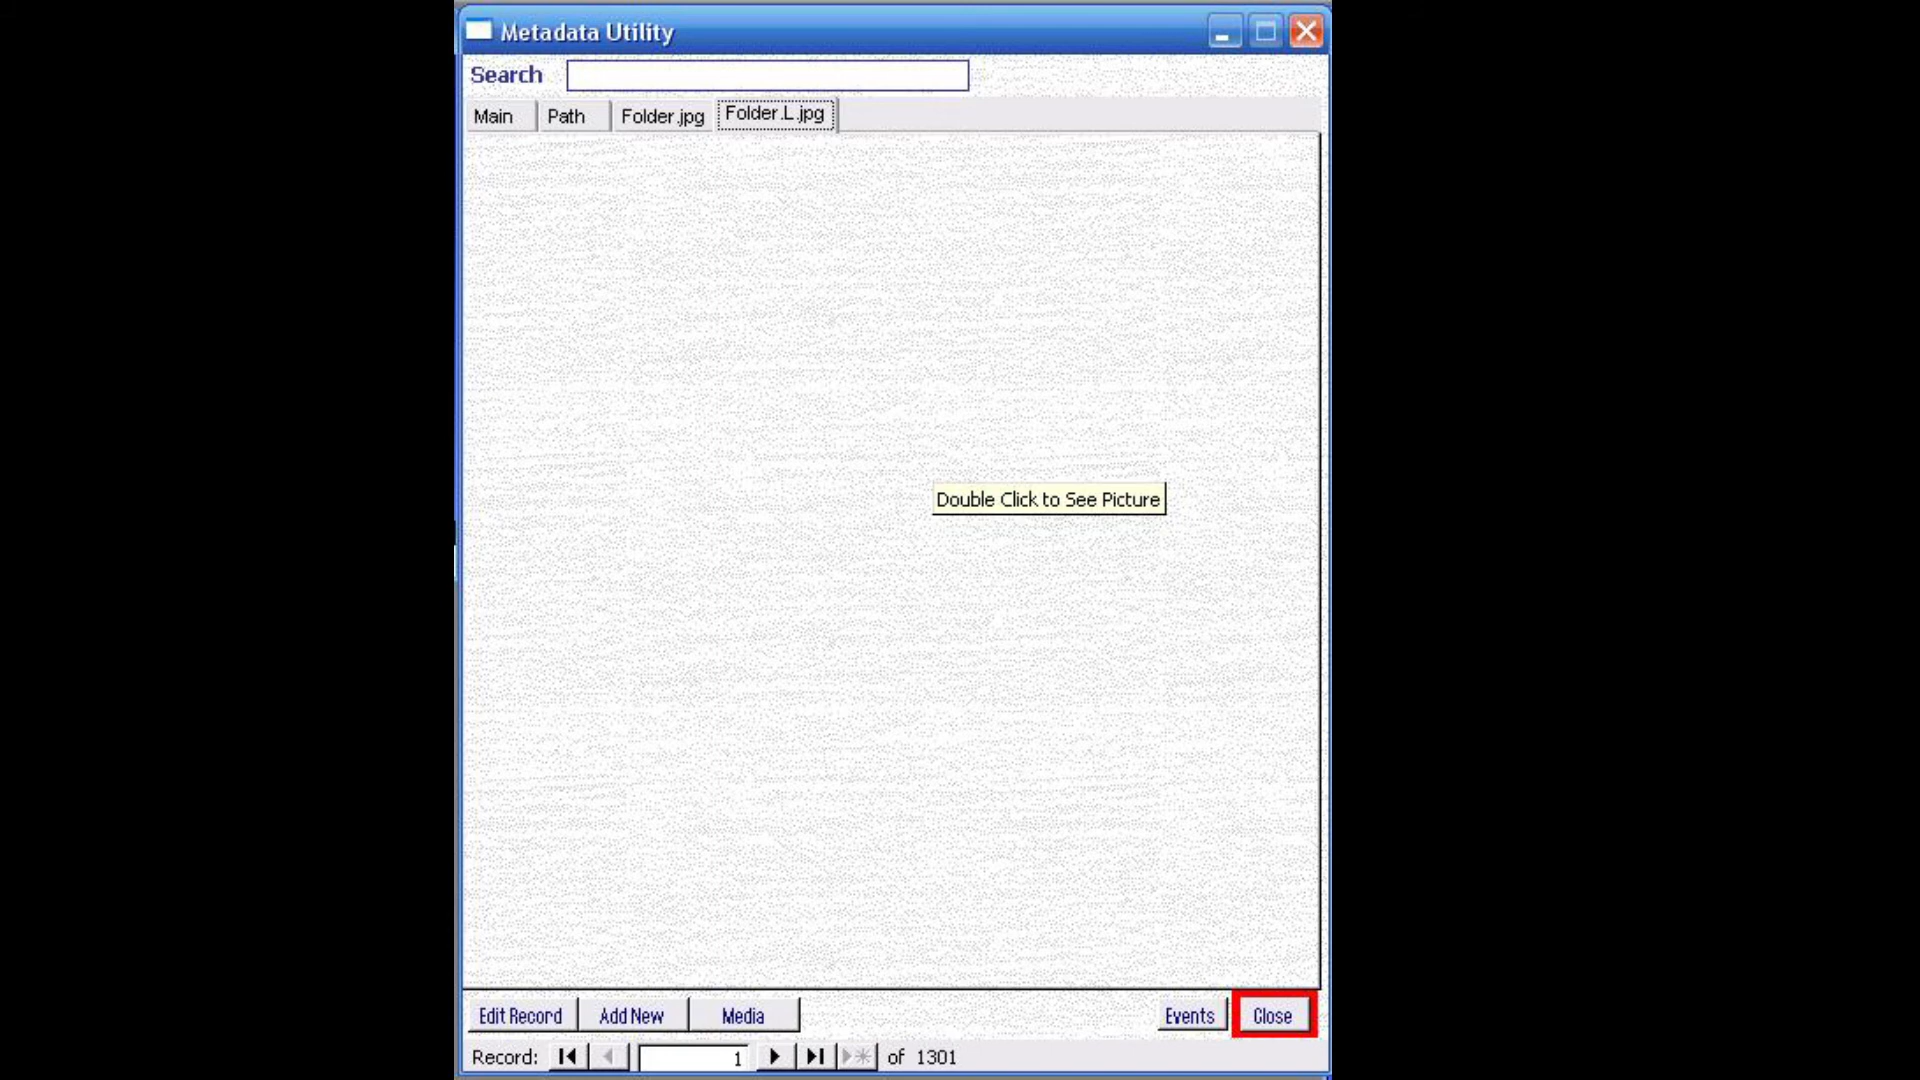 Metadata Utility
Search
Main Path Folder.jpg Folder.L.jpg
Double Click to See Picture
Edit Record Add New Media Events Close
Record: 1 of 1301